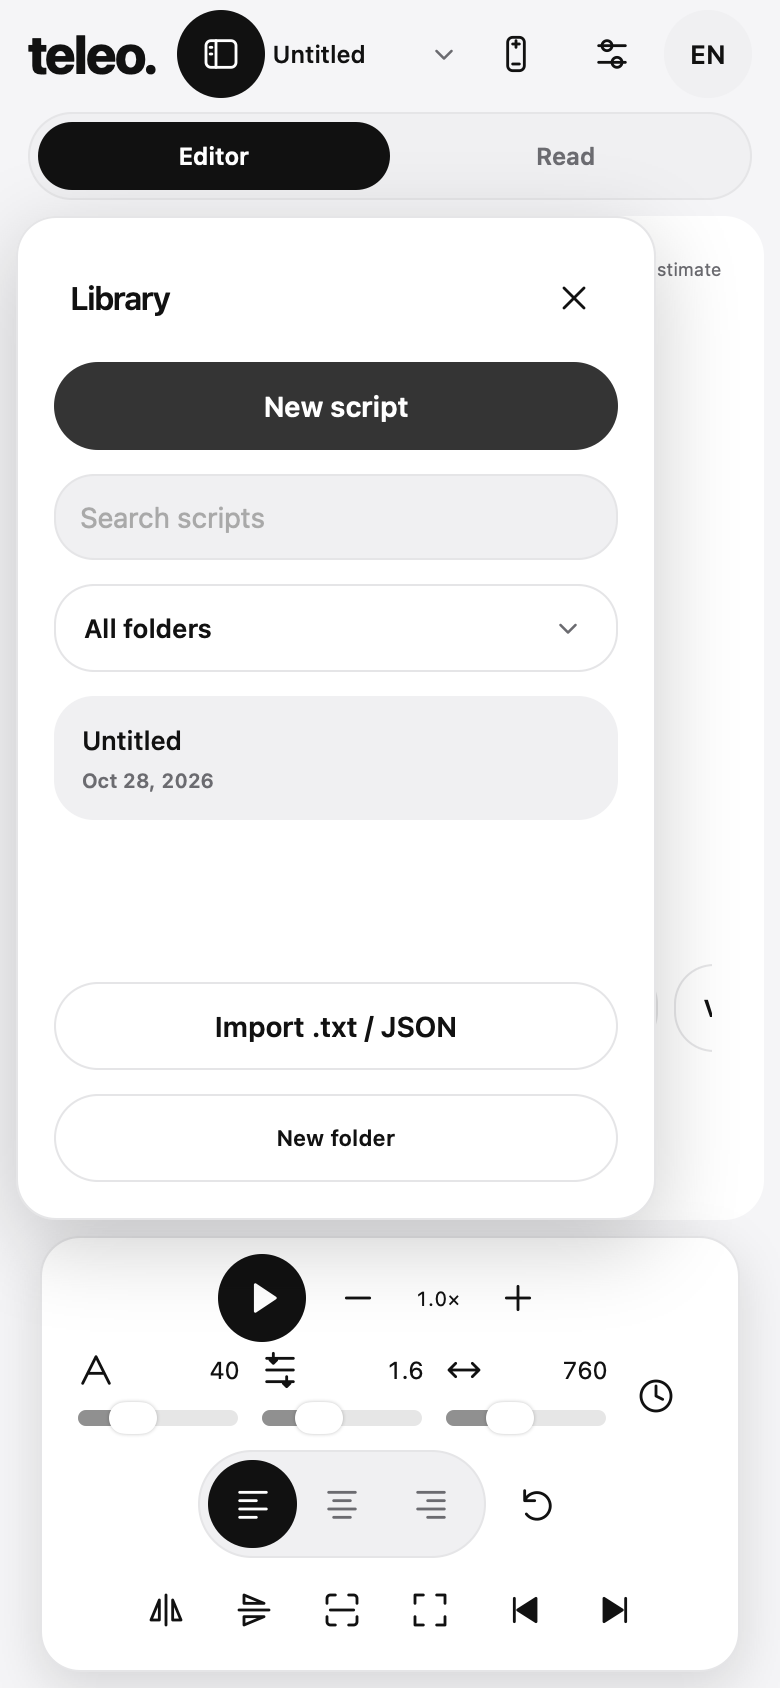 teleo.
Untitled
EN
Editor
Read
stimate
Library
New script
Search scripts
All folders
Untitled
Oct 28, 2026
Import .txt / JSON
New folder
1.0×
40
1.6
760